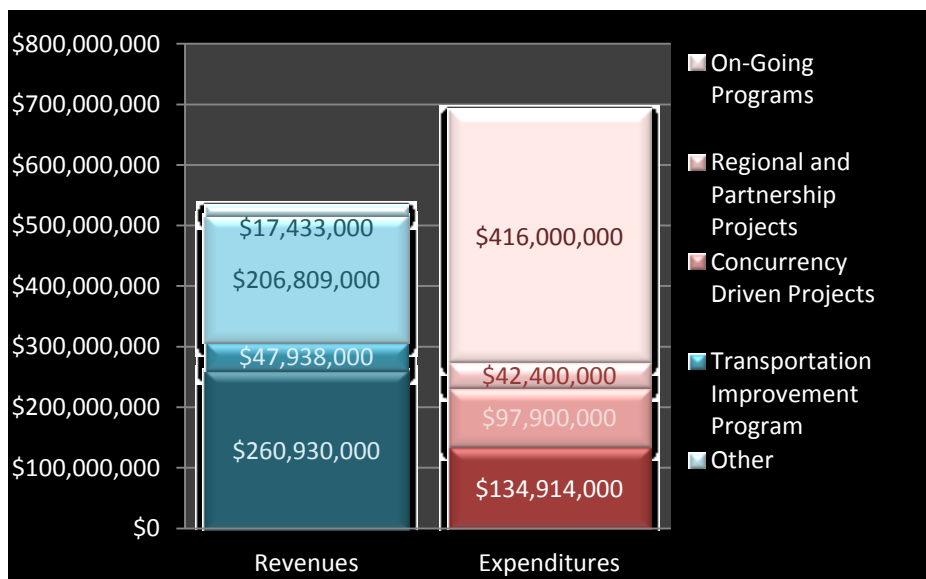 $800,000,000
$700,000,000
$600,000,000
$500,000,000
$400,000,000
$300,000,000
$200,000,000
$100,000,000
$0
$17,433,000
$206,809,000
$47,938,000
$260,930,000
$416,000,000
$42,400,000
$97,900,000
$134,914,000
Revenues
Expenditures
On-Going
Programs
Regional and
Partnership
Projects
Concurrency
Driven Projects
Transportation
Improvement
Program
Other